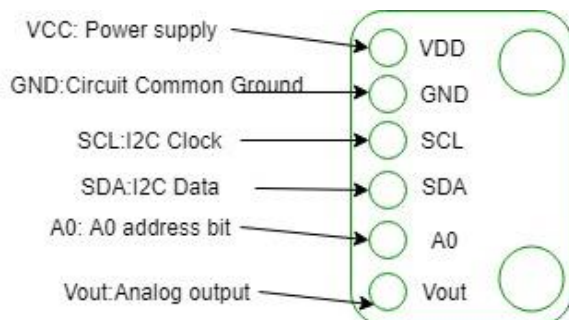 VCC: Power supply
VDD
GND:Circuit Common Ground
GND
SCL:I2C Clock
SCL
SDA:I2C Data
SDA
A0: A0 address bit
A0
Vout:Analog output
Vout